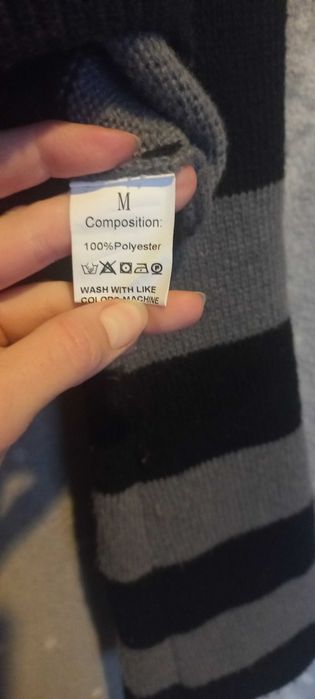 M
Composition:
100%Polyester
WASH WITH LIKE
COLORS MACHINE